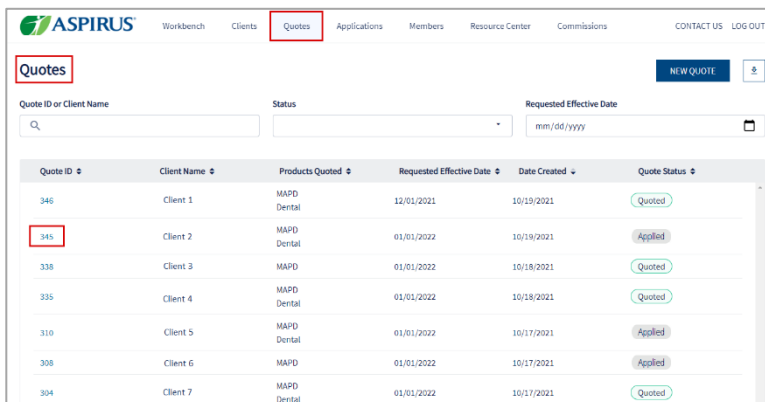 ASPIRUS Workbench Clients Quotes Applications Members Resource Center Commissions CONTACT US LOG OUT
Quotes
NEW QUOTE
Quote ID or Client Name Status Requested Effective Date
mm/dd/yyyy
Quote ID Client Name Products Quoted Requested Effective Date Date Created Quote Status
346 Client 1 MAPD 12/01/2021 10/19/2021 Quoted
Dental
345 Client 2 MAPD 01/01/2022 10/19/2021 Applied
Dental
338 Client 3 MAPD 01/01/2022 10/18/2021 Quoted
335 Client 4 MAPD 01/01/2022 10/18/2021 Quoted
Dental
310 Client 5 MAPD 01/01/2022 10/17/2021 Applied
Dental
308 Client 6 MAPD 01/01/2022 10/17/2021 Applied
304 Client 7 MAPD 01/01/2022 10/17/2021 Quoted
Dental